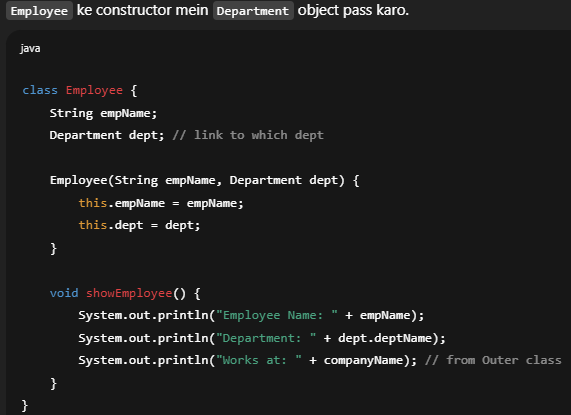 Employee ke constructor mein Department object pass karo.
java
class Employee {
    String empName;
    Department dept; // link to which dept

    Employee(String empName, Department dept) {
        this.empName = empName;
        this.dept = dept;
    }

    void showEmployee() {
        System.out.println("Employee Name: " + empName);
        System.out.println("Department: " + dept.deptName);
        System.out.println("Works at: " + companyName); // from Outer class
    }
}